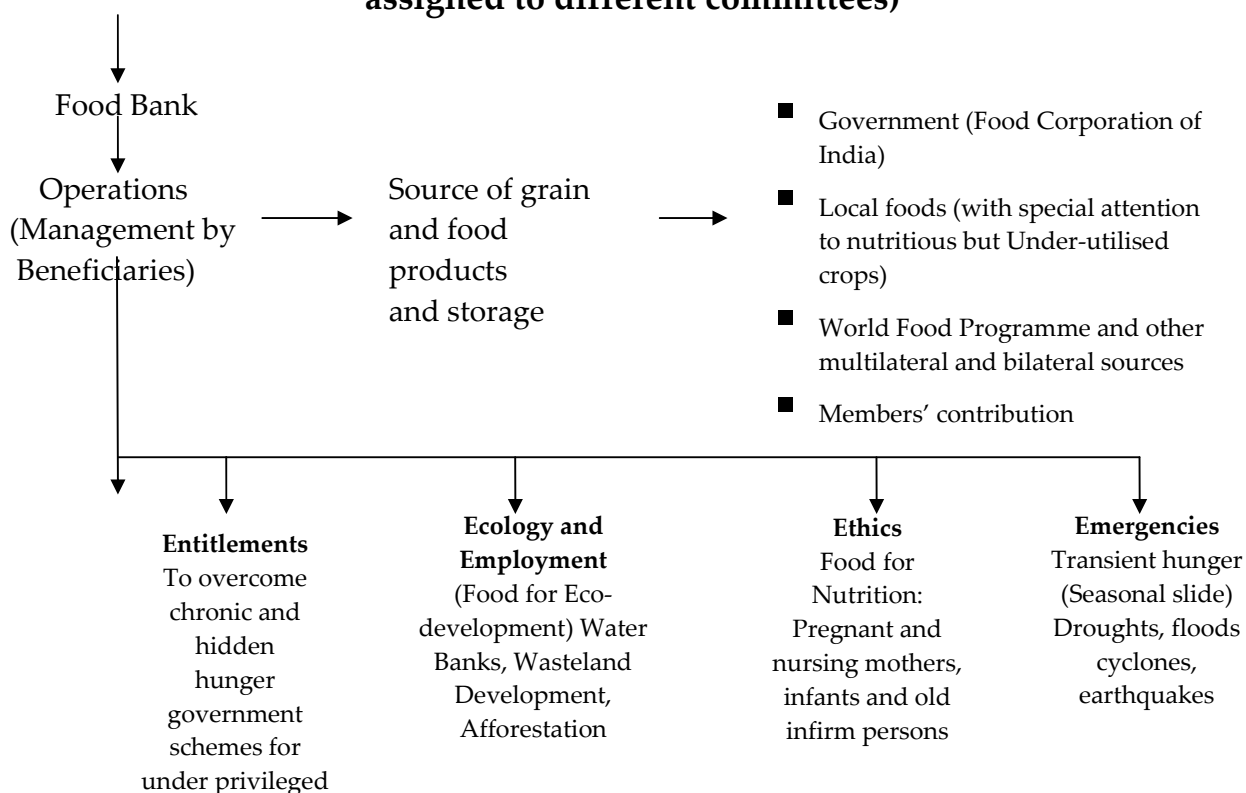 assigned to different committees)
Food Bank
Operations
(Management by
Beneficiaries)
Source of grain
and food
products
and storage
Government (Food Corporation of
India)
Local foods (with special attention
to nutritious but Under-utilised
crops)
World Food Programme and other
multilateral and bilateral sources
Members’ contribution
Entitlements
To overcome
chronic and
hidden
hunger
government
schemes for
under privileged
Ecology and
Employment
(Food for Eco-
development) Water
Banks, Wasteland
Development,
Afforestation
Ethics
Food for
Nutrition:
Pregnant and
nursing mothers,
infants and old
infirm persons
Emergencies
Transient hunger
(Seasonal slide)
Droughts, floods
cyclones,
earthquakes